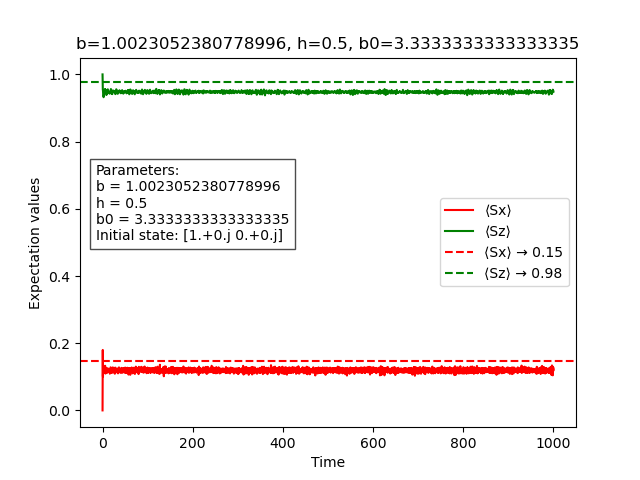 b=1.0023052380778996, h=0.5, b0=3.3333333333333335
1.0
0.8
0.6
0.4
0.2
0.0
Expectation values
Parameters:
b = 1.0023052380778996
h = 0.5
b0 = 3.3333333333333335
Initial state: [1.+0.j 0.+0.j]
⟨Sx⟩
⟨Sz⟩
⟨Sx⟩ → 0.15
⟨Sz⟩ → 0.98
0 200 400 600 800 1000
Time